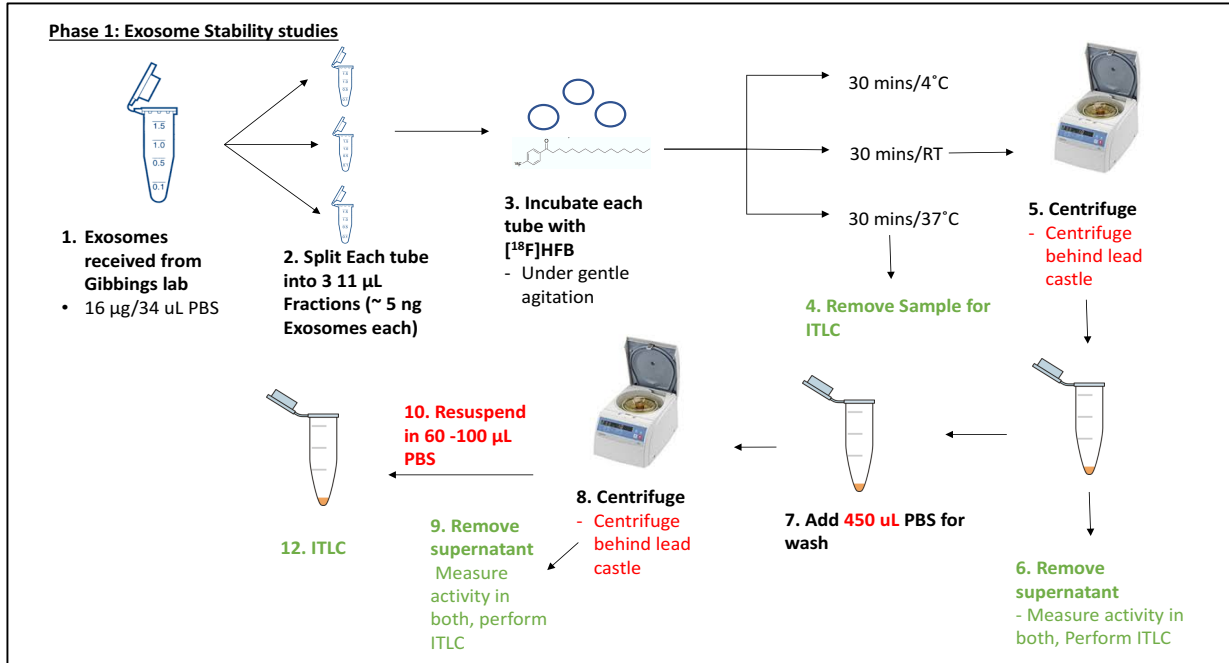 Phase 1: Exosome Stability studies
1.5
1.0
0.5
0.1
1. Exosomes
received from
Gibbings lab
• 16 µg/34 uL PBS
2. Split Each tube
into 3 11 µL
Fractions (~ 5 ng
Exosomes each)
3. Incubate each
tube with
[¹⁸F]HFB
- Under gentle
agitation
30 mins/4˚C
30 mins/RT
30 mins/37˚C
4. Remove Sample for
ITLC
5. Centrifuge
- Centrifuge
behind lead
castle
6. Remove
supernatant
- Measure activity in
both, Perform ITLC
7. Add 450 uL PBS for
wash
8. Centrifuge
- Centrifuge
behind lead
castle
9. Remove
supernatant
Measure
activity in
both, perform
ITLC
10. Resuspend
in 60 -100 µL
PBS
12. ITLC